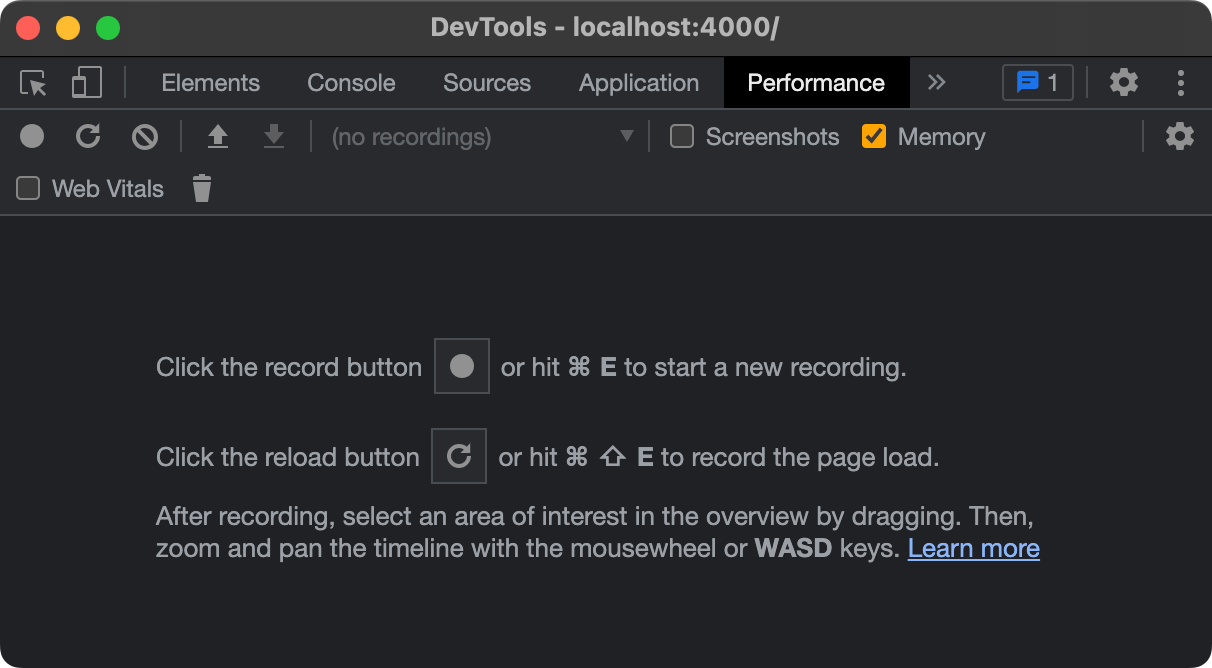 DevTools - localhost:4000/
Elements Console Sources Application Performance » 1
(no recordings) ▼ Screenshots Memory
Web Vitals
Click the record button or hit ⌘ E to start a new recording.
Click the reload button or hit ⌘ ⇧ E to record the page load.
After recording, select an area of interest in the overview by dragging. Then,
zoom and pan the timeline with the mousewheel or WASD keys. Learn more